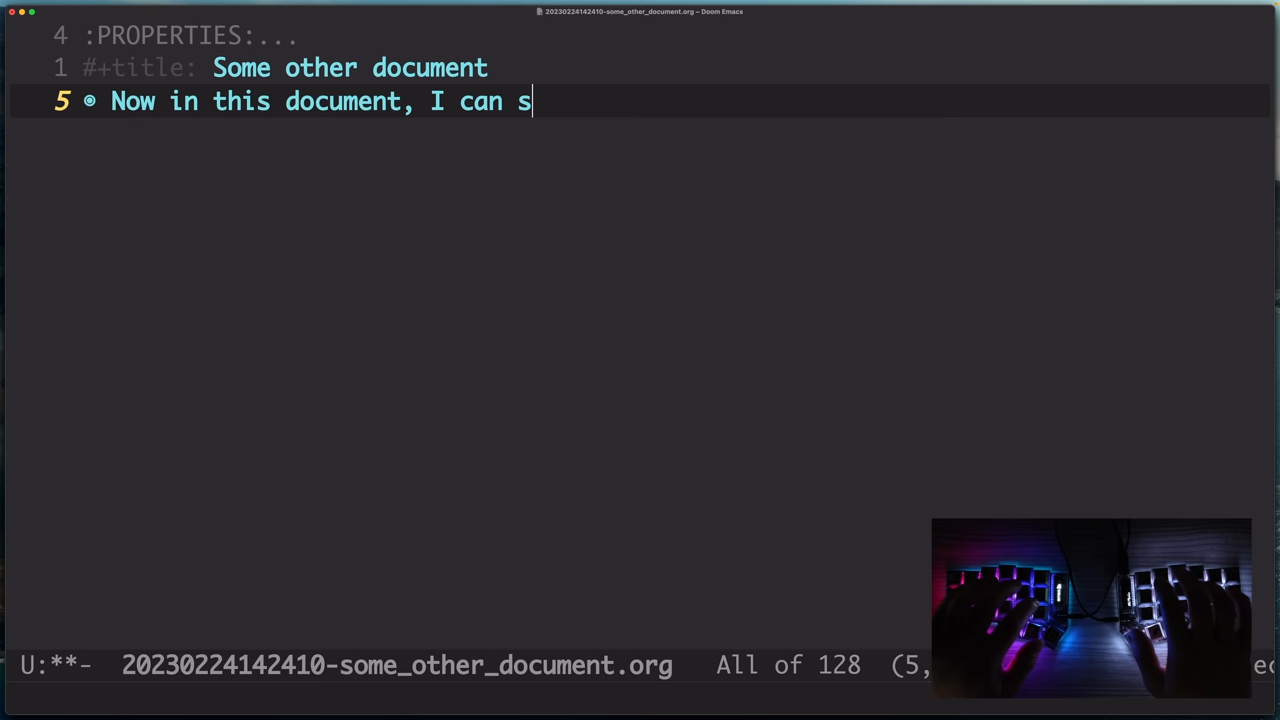 20230224142410-some_other_document.org – Doom Emacs
4 :PROPERTIES:...
1 #+title: Some other document
5 Now in this document, I can s
U:**- 20230224142410-some_other_document.org All of 128 (5,